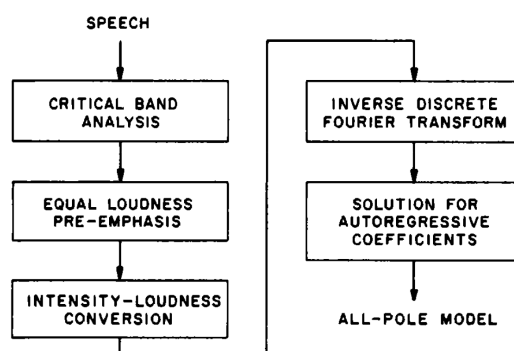 SPEECH
CRITICAL BAND
ANALYSIS
EQUAL LOUDNESS
PRE-EMPHASIS
INTENSITY-LOUDNESS
CONVERSION
INVERSE DISCRETE
FOURIER TRANSFORM
SOLUTION FOR
AUTOREGRESSIVE
COEFFICIENTS
ALL-POLE MODEL